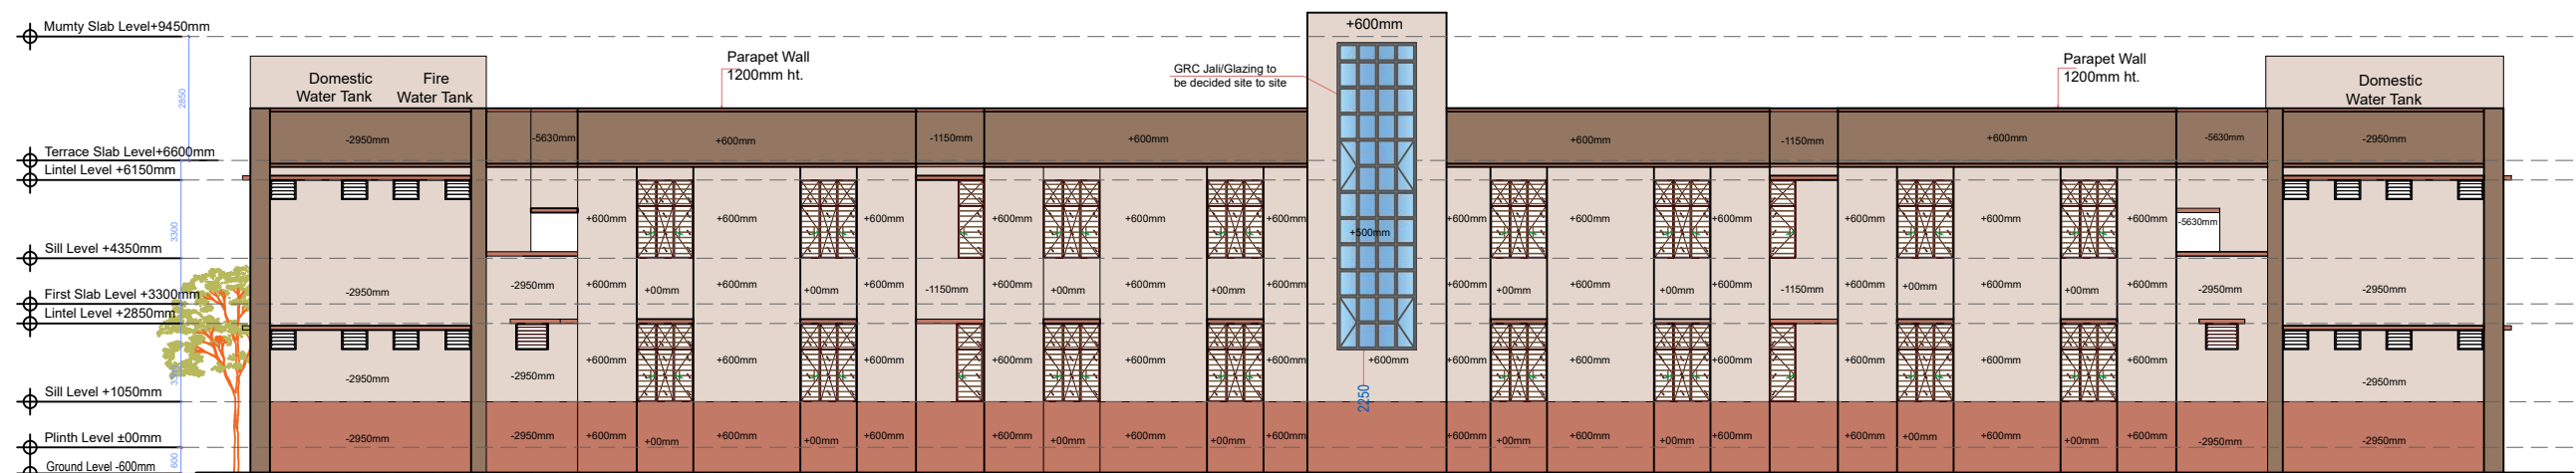 Mumty Slab Level+9450mm
Terrace Slab Level+6600mm
Lintel Level +6150mm
Sill Level +4350mm
First Slab Level +3300mm
Lintel Level +2850mm
Sill Level +1050mm
Plinth Level ±00mm
Ground Level -600mm
2850
3300
600
Domestic
Water Tank
Fire
Water Tank
Parapet Wall
1200mm ht.
GRC Jali/Glazing to
be decided site to site
+600mm
Parapet Wall
1200mm ht.
Domestic
Water Tank
-2950mm
-5630mm
+600mm
-1150mm
+600mm
+600mm
-1150mm
+600mm
-5630mm
-2950mm
+600mm
+600mm
+600mm
+600mm
+600mm
+600mm
+500mm
+600mm
+600mm
+600mm
+600mm
+600mm
+600mm
-5630mm
-2950mm
-2950mm
+600mm
+00mm
+600mm
+00mm
+600mm
-1150mm
+600mm
+00mm
+600mm
+00mm
+600mm
+600mm
+00mm
+600mm
+00mm
+600mm
-1150mm
+600mm
+00mm
+600mm
+00mm
+600mm
-2950mm
-2950mm
-2950mm
-2950mm
+600mm
+600mm
+600mm
+600mm
+600mm
+600mm
+600mm
+600mm
+600mm
+600mm
+600mm
+600mm
+600mm
-2950mm
2250
-2950mm
-2950mm
+600mm
+00mm
+600mm
+00mm
+600mm
+600mm
+00mm
+600mm
+00mm
+600mm
+600mm
+00mm
+600mm
+00mm
+600mm
+600mm
+00mm
+600mm
+00mm
+600mm
-2950mm
-2950mm